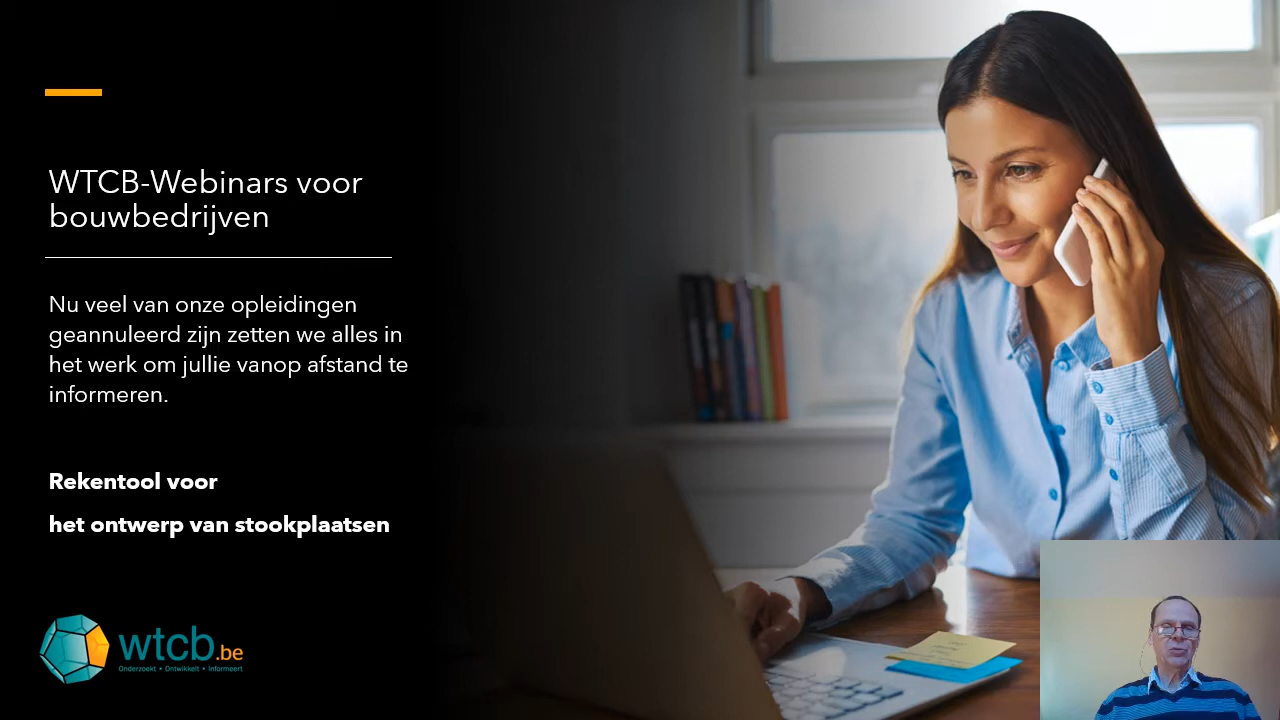 WTCB-Webinars voor
bouwbedrijven
Nu veel van onze opleidingen
geannuleerd zijn zetten we alles in
het werk om jullie vanop afstand te
informeren.
Rekentool voor
het ontwerp van stookplaatsen
wtcb.be
Onderzoekt • Ontwikkelt • Informeert